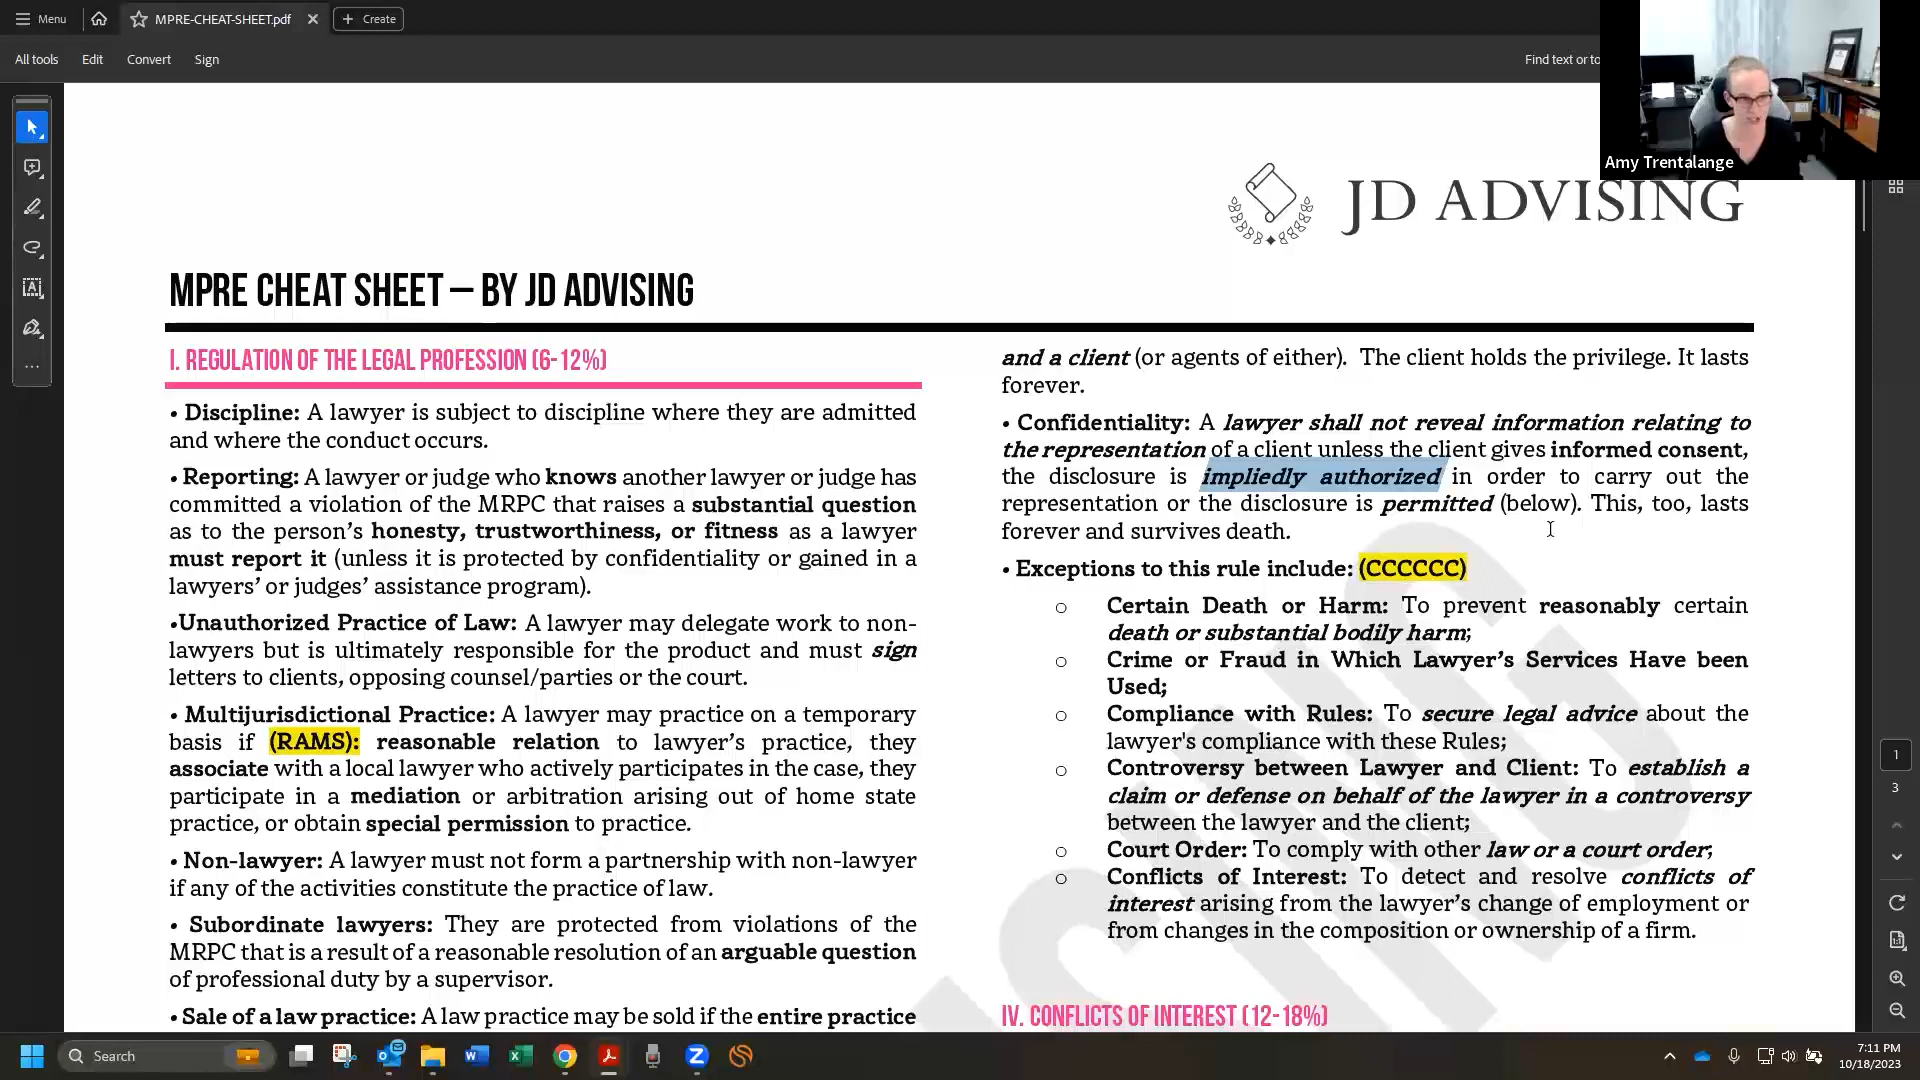 Menu
MPRE-CHEAT-SHEET.pdf
Create
All tools Edit Convert Sign
Find text or to
Amy Trentalange
JD ADVISING
MPRE CHEAT SHEET – BY JD ADVISING
I. REGULATION OF THE LEGAL PROFESSION (6-12%)
• Discipline: A lawyer is subject to discipline where they are admitted
and where the conduct occurs.
• Reporting: A lawyer or judge who knows another lawyer or judge has
committed a violation of the MRPC that raises a substantial question
as to the person's honesty, trustworthiness, or fitness as a lawyer
must report it (unless it is protected by confidentiality or gained in a
lawyers' or judges' assistance program).
•Unauthorized Practice of Law: A lawyer may delegate work to non-
lawyers but is ultimately responsible for the product and must sign
letters to clients, opposing counsel/parties or the court.
• Multijurisdictional Practice: A lawyer may practice on a temporary
basis if (RAMS): reasonable relation to lawyer's practice, they
associate with a local lawyer who actively participates in the case, they
participate in a mediation or arbitration arising out of home state
practice, or obtain special permission to practice.
• Non-lawyer: A lawyer must not form a partnership with non-lawyer
if any of the activities constitute the practice of law.
• Subordinate lawyers: They are protected from violations of the
MRPC that is a result of a reasonable resolution of an arguable question
of professional duty by a supervisor.
• Sale of a law practice: A law practice may be sold if the entire practice
and a client (or agents of either). The client holds the privilege. It lasts
forever.
• Confidentiality: A lawyer shall not reveal information relating to
the representation of a client unless the client gives informed consent,
the disclosure is impliedly authorized in order to carry out the
representation or the disclosure is permitted (below). This, too, lasts
forever and survives death.
• Exceptions to this rule include: (CCCCCC)
o Certain Death or Harm: To prevent reasonably certain
death or substantial bodily harm;
o Crime or Fraud in Which Lawyer's Services Have been
Used;
o Compliance with Rules: To secure legal advice about the
lawyer's compliance with these Rules;
o Controversy between Lawyer and Client: To establish a
claim or defense on behalf of the lawyer in a controversy
between the lawyer and the client;
o Court Order: To comply with other law or a court order;
o Conflicts of Interest: To detect and resolve conflicts of
interest arising from the lawyer's change of employment or
from changes in the composition or ownership of a firm.
IV. CONFLICTS OF INTEREST (12-18%)
1
3
Search
7:11 PM
10/18/2023